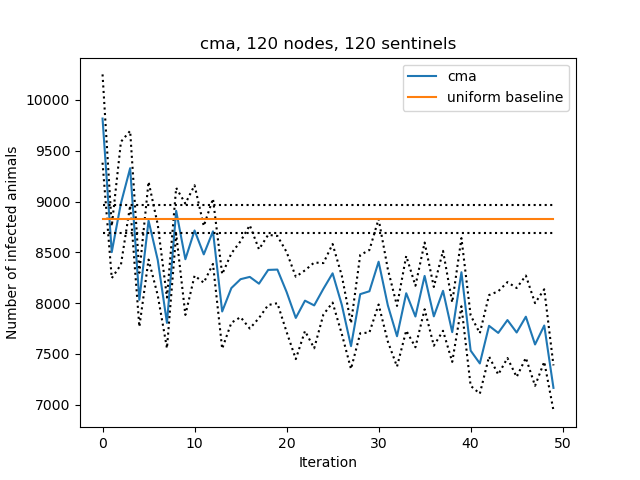 cma, 120 nodes, 120 sentinels
cma
uniform baseline
Number of infected animals
10000
9500
9000
8500
8000
7500
7000
0 10 20 30 40 50
Iteration